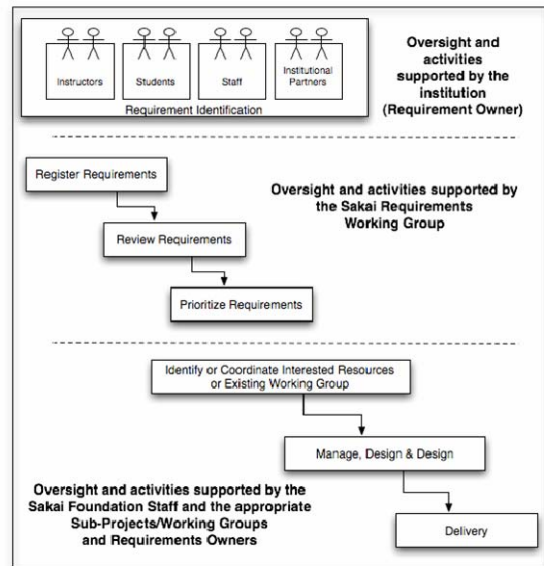 Instructors
Students
Staff
Institutional
Partners
Requirement Identification
Oversight and
activities
supported by the
institution
(Requirement Owner)
Register Requirements
Review Requirements
Prioritize Requirements
Oversight and activities supported by
the Sakai Requirements
Working Group
Identify or Coordinate Interested Resources
or Existing Working Group
Manage, Design & Design
Delivery
Oversight and activities supported by the
Sakai Foundation Staff and the appropriate
Sub-Projects/Working Groups
and Requirements Owners